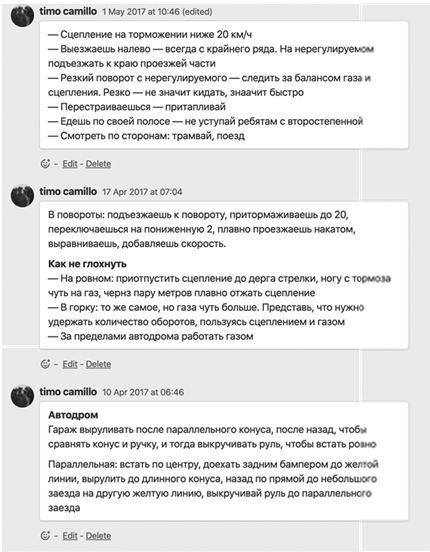 timo camillo 1 May 2017 at 10:46 (edited)
— Сцепление на торможении ниже 20 км/ч
— Выезжаешь налево — всегда с крайнего ряда. На нерегулируемом
подъезжать к краю проезжей части
— Резкий поворот с нерегулируемого — следить за балансом газа и
сцепления. Резко — не значит кидать, знаачит быстро
— Перестраиваешься — притапливай
— Едешь по своей полосе — не уступай ребятам с второстепенной
— Смотреть по сторонам: трамвай, поезд
- Edit - Delete
timo camillo 17 Apr 2017 at 07:04
В повороты: подъезжаешь к повороту, притормаживаешь до 20,
переключаешься на пониженную 2, плавно проезжаешь накатом,
выравниваешь, добавляешь скорость.
Как не глохнуть
— На ровном: приотпустить сцепление до дерга стрелки, ногу с тормоза
чуть на газ, чернз пару метров плавно отжать сцепление
— В горку: то же самое, но газа чуть больше. Представь, что нужно
удержать количество оборотов, пользуясь сцеплением и газом
— За пределами автодрома работать газом
- Edit - Delete
timo camillo 10 Apr 2017 at 06:46
Автодром
Гараж выруливать после параллельного конуса, после назад, чтобы
сравнять конус и ручку, и тогда выкручивать руль, чтобы встать ровно
Параллельная: встать по центру, доехать задним бампером до желтой
линии, вырулить до длинного конуса, назад по прямой до небольшого
заезда на другую желтую линию, выкручивай руль до параллельного
заезда
- Edit - Delete